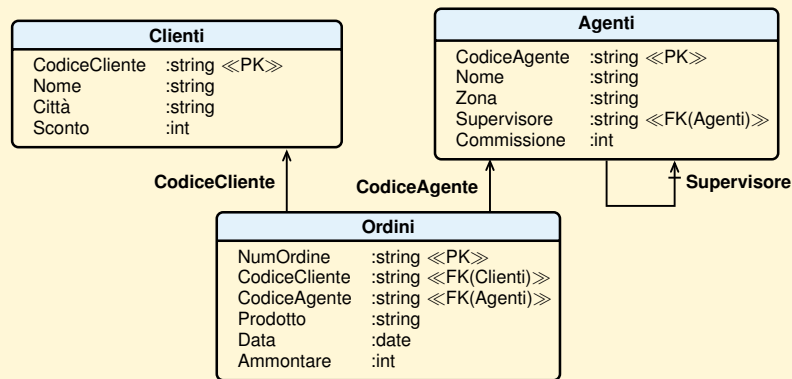 Clienti
CodiceCliente :string ≪PK≫
Nome :string
Città :string
Sconto :int
Agenti
CodiceAgente :string ≪PK≫
Nome :string
Zona :string
Supervisore :string ≪FK(Agenti)≫
Commissione :int
CodiceCliente
CodiceAgente
Supervisore
Ordini
NumOrdine :string ≪PK≫
CodiceCliente :string ≪FK(Clienti)≫
CodiceAgente :string ≪FK(Agenti)≫
Prodotto :string
Data :date
Ammontare :int